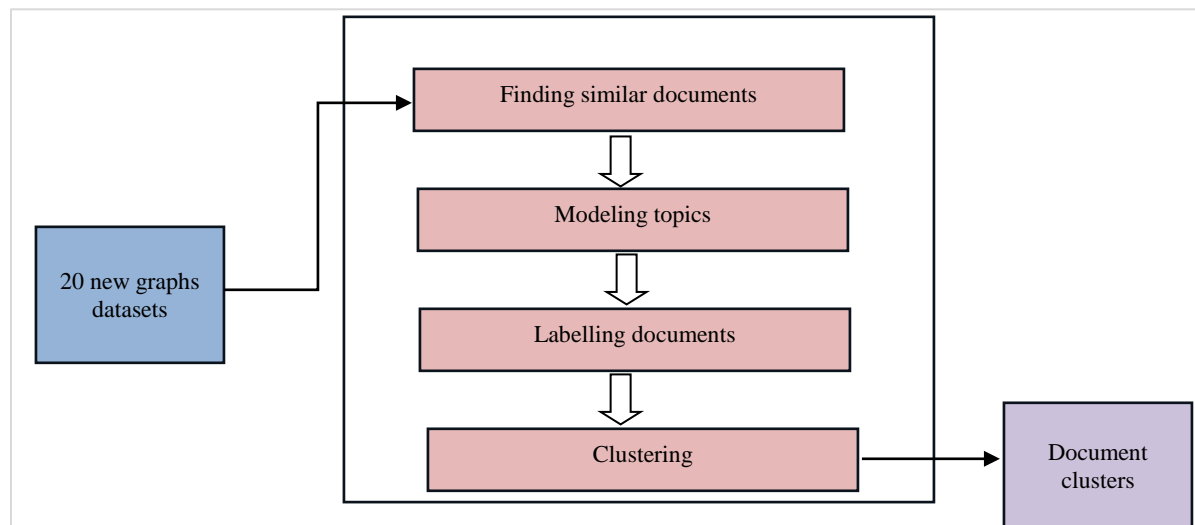 Finding similar documents
Modeling topics
20 new graphs
datasets
Labelling documents
Clustering
Document
clusters